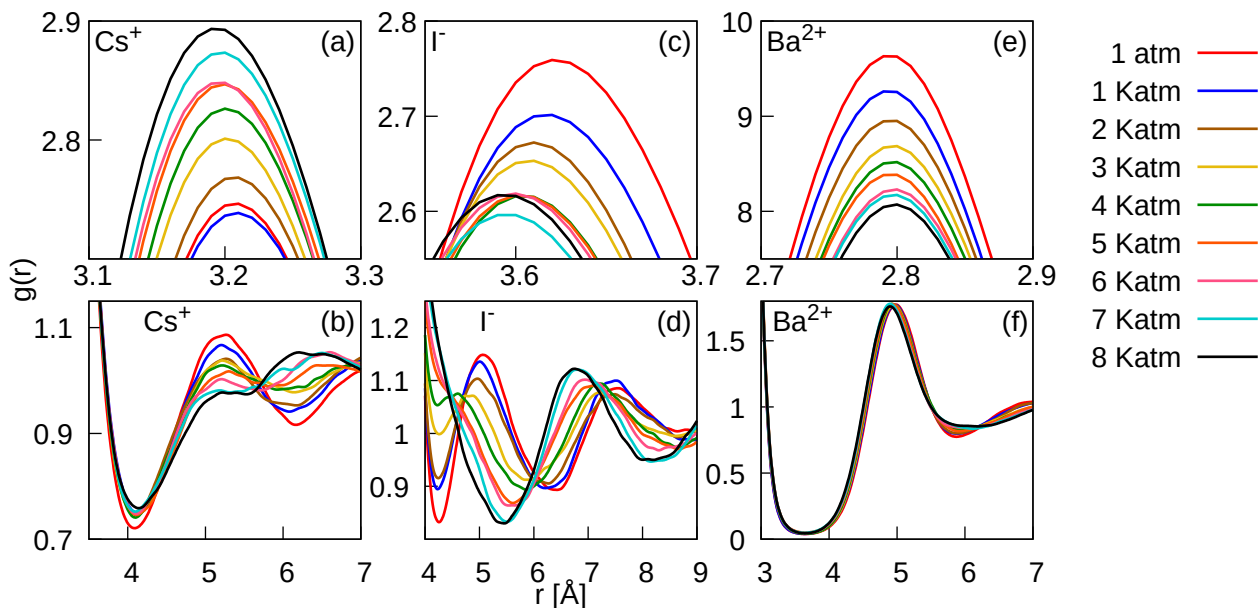 Cs⁺ (a)
2.9
2.8
3.1 3.2 3.3
I⁻ (c)
2.8
2.7
2.6
3.6 3.7
Ba²⁺ (e)
10
9
8
2.7 2.8 2.9
g(r)
Cs⁺ (b)
1.1
0.9
0.7
4 5 6 7
I⁻ (d)
1.2
1.1
1
0.9
4 5 6 7 8 9
r [Å]
Ba²⁺ (f)
1.5
1
0.5
0
3 4 5 6 7
1 atm
1 Katm
2 Katm
3 Katm
4 Katm
5 Katm
6 Katm
7 Katm
8 Katm